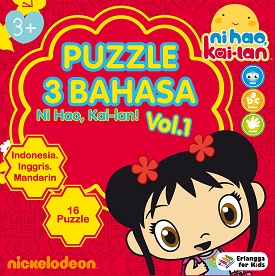 3+
ni hao,
kai-lan
PUZZLE
3 BAHASA
Ni Hao, Kai-lan!
Vol.1
Indonesia.
Inggris.
Mandarin
16
Puzzle
nickelodeon
Erlangga
for Kids